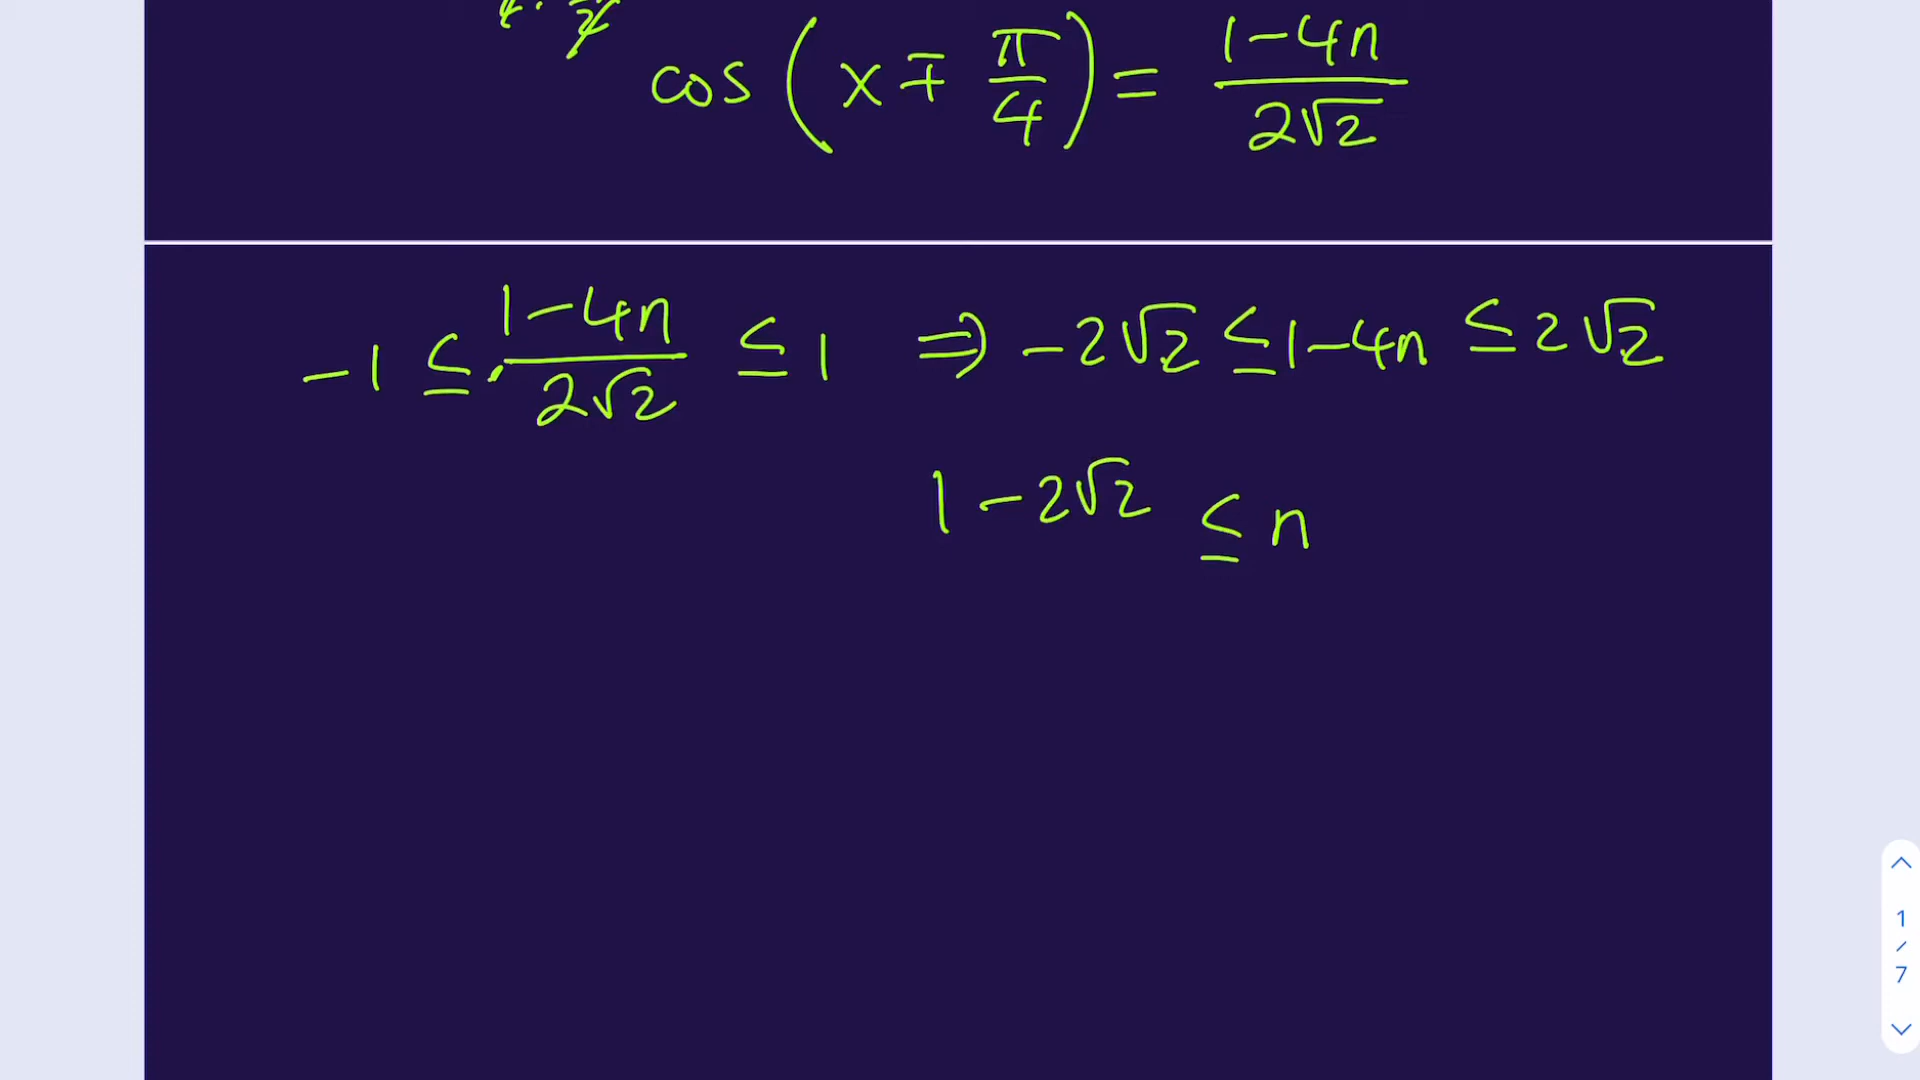 cos (x ∓ π/4) = (1-4n)/(2√2)
-1 ≤ (1-4n)/(2√2) ≤ 1 ⇒ -2√2 ≤ 1-4n ≤ 2√2
1-2√2 ≤ n
1
/
7